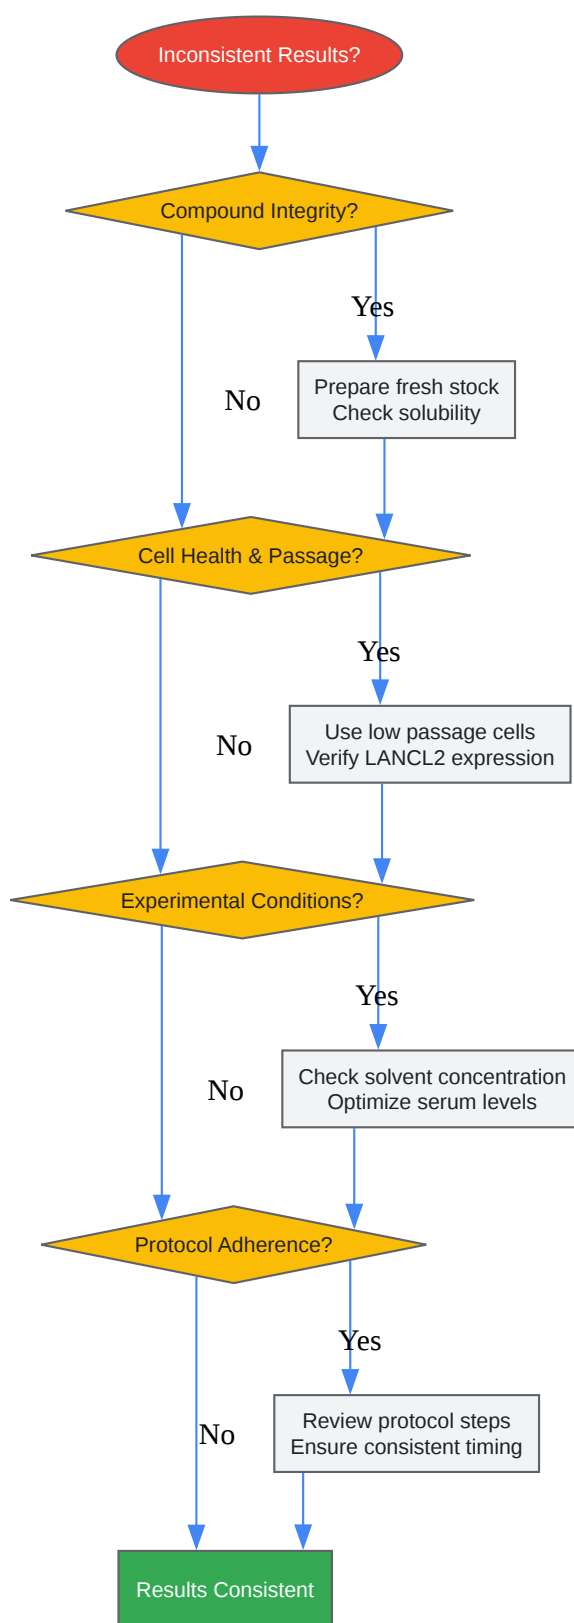 Inconsistent Results?
Compound Integrity?
Yes
Prepare fresh stock
Check solubility
No
Cell Health & Passage?
Yes
Use low passage cells
Verify LANCL2 expression
No
Experimental Conditions?
Yes
Check solvent concentration
Optimize serum levels
No
Protocol Adherence?
Yes
Review protocol steps
Ensure consistent timing
No
Results Consistent